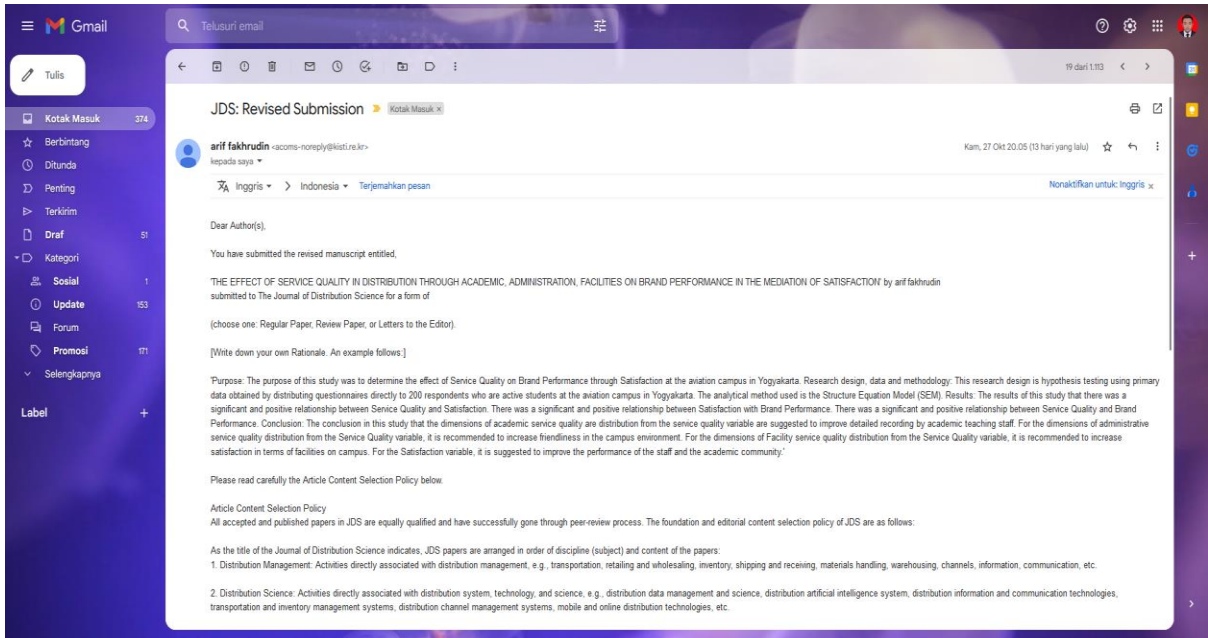 Gmail
Telusuri email
Tulis
19 dari 1.113
Kotak Masuk 374
Berbintang
Ditunda
Penting
Terkirim
Draf 51
Kategori
Sosial 1
Update 153
Forum
Promosi 171
Selengkapnya
Label
JDS: Revised Submission
Kotak Masuk ×
arif fakhrudin <acoms-noreply@kisti.re.kr>
Kam, 27 Okt 20.05 (13 hari yang lalu)
kepada saya
Inggris > Indonesia Terjemahkan pesan
Nonaktifkan untuk: Inggris x
Dear Author(s),
You have submitted the revised manuscript entitled,
'THE EFFECT OF SERVICE QUALITY IN DISTRIBUTION THROUGH ACADEMIC, ADMINISTRATION, FACILITIES ON BRAND PERFORMANCE IN THE MEDIATION OF SATISFACTION' by arif fakhrudin
submitted to The Journal of Distribution Science for a form of
(choose one: Regular Paper, Review Paper, or Letters to the Editor).
[Write down your own Rationale. An example follows:]
'Purpose: The purpose of this study was to determine the effect of Service Quality on Brand Performance through Satisfaction at the aviation campus in Yogyakarta. Research design, data and methodology: This research design is hypothesis testing using primary
data obtained by distributing questionnaires directly to 200 respondents who are active students at the aviation campus in Yogyakarta. The analytical method used is the Structure Equation Model (SEM). Results: The results of this study that there was a
significant and positive relationship between Service Quality and Satisfaction. There was a significant and positive relationship between Satisfaction with Brand Performance. There was a significant and positive relationship between Service Quality and Brand
Performance. Conclusion: The conclusion in this study that the dimensions of academic service quality are distribution from the service quality variable are suggested to improve detailed recording by academic teaching staff. For the dimensions of administrative
service quality distribution from the Service Quality variable, it is recommended to increase friendliness in the campus environment. For the dimensions of Facility service quality distribution from the Service Quality variable, it is recommended to increase
satisfaction in terms of facilities on campus. For the Satisfaction variable, it is suggested to improve the performance of the staff and the academic community.'
Please read carefully the Article Content Selection Policy below.
Article Content Selection Policy
All accepted and published papers in JDS are equally qualified and have successfully gone through peer-review process. The foundation and editorial content selection policy of JDS are as follows:
As the title of the Journal of Distribution Science indicates, JDS papers are arranged in order of discipline (subject) and content of the papers:
1. Distribution Management: Activities directly associated with distribution management, e.g., transportation, retailing and wholesaling, inventory, shipping and receiving, materials handling, warehousing, channels, information, communication, etc.
2. Distribution Science: Activities directly associated with distribution system, technology, and science, e.g., distribution data management and science, distribution artificial intelligence system, distribution information and communication technologies,
transportation and inventory management systems, distribution channel management systems, mobile and online distribution technologies, etc.